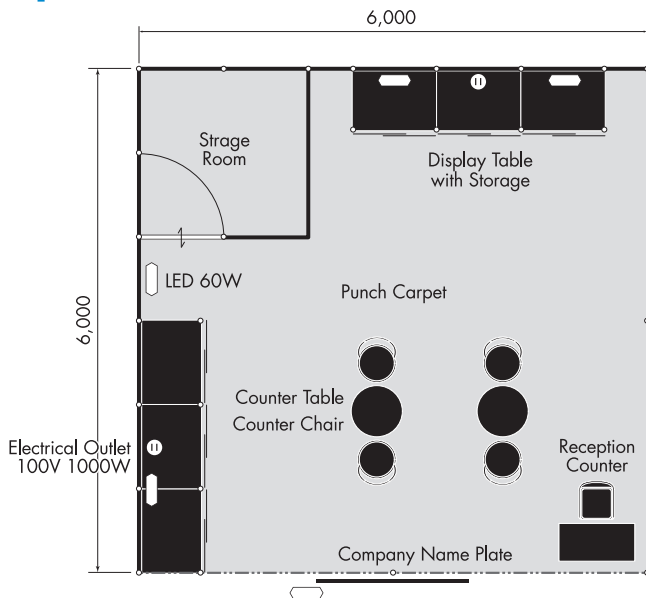 6,000
Strage
Room
Display Table
with Storage
LED 60W
Punch Carpet
6,000
Counter Table
Counter Chair
Electrical Outlet
100V 1000W
Reception
Counter
Company Name Plate